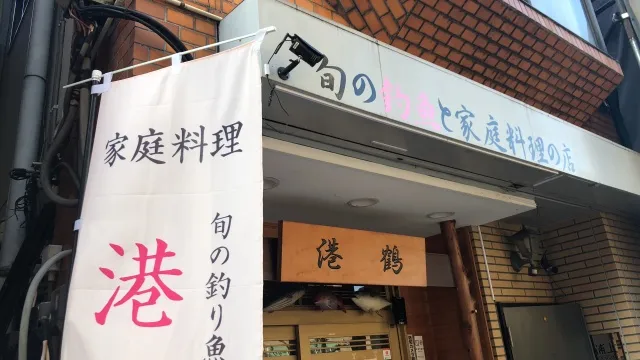 旬の釣魚と家庭料理の店
家庭料理
旬の釣り魚
港
港鶴